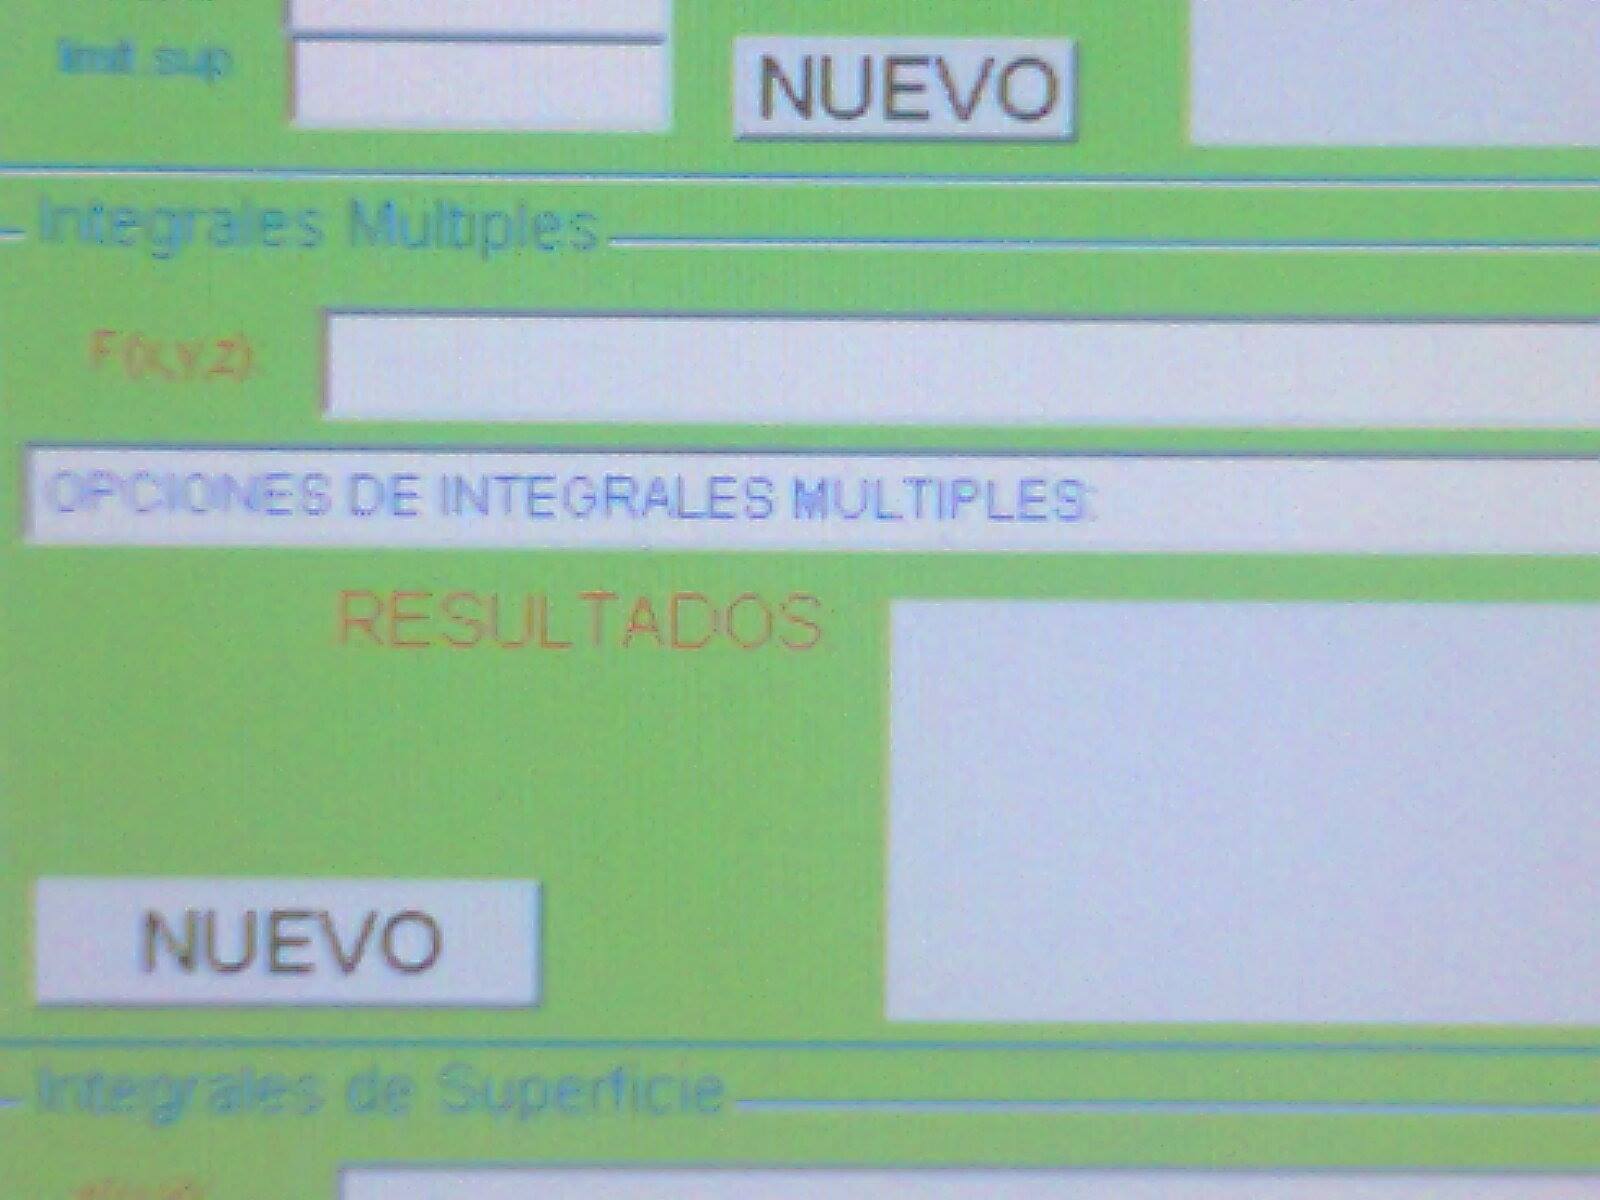 limit.sup
NUEVO
Integrales Multiples
F(x,y,z)
OPCIONES DE INTEGRALES MULTIPLES:
RESULTADOS
NUEVO
Integrales de Superficie